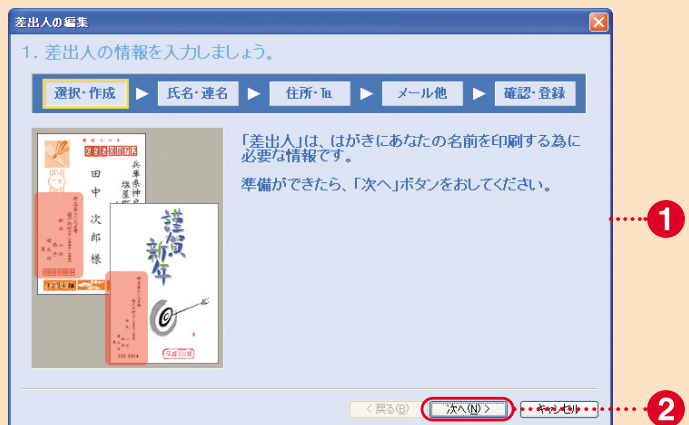 差出人の編集
1. 差出人の情報を入力しましょう。
選択・作成 ▶ 氏名・連名 ▶ 住所・℡ ▶ メール他 ▶ 確認・登録
「差出人」は、はがきにあなたの名前を印刷する為に
必要な情報です。
準備ができたら、「次へ」ボタンをおしてください。
田中次郎様
謹賀
新年
1
<戻る(B) 次へ(N)> キャンセル
2